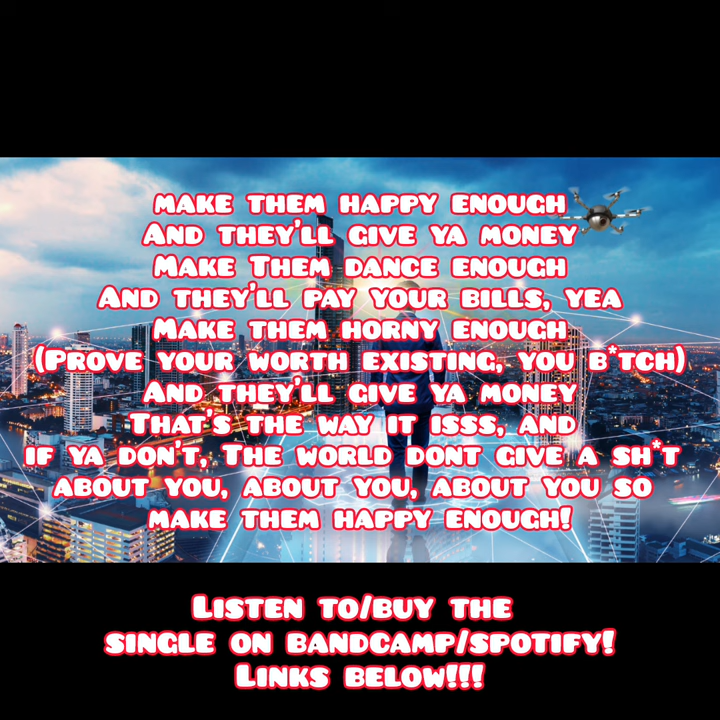 make them happy enough
And they'll give ya money
Make Them dance enough
And they'll pay your bills, yea
Make them horny enough
(Prove your worth existing, you b*tch)
And they'll give ya money
That's the way it isss, and
if ya don't, The world dont give a sh*t
about you, about you, about you so
make them happy enough!
Listen to/buy the
single on bandcamp/spotify!
Links below!!!